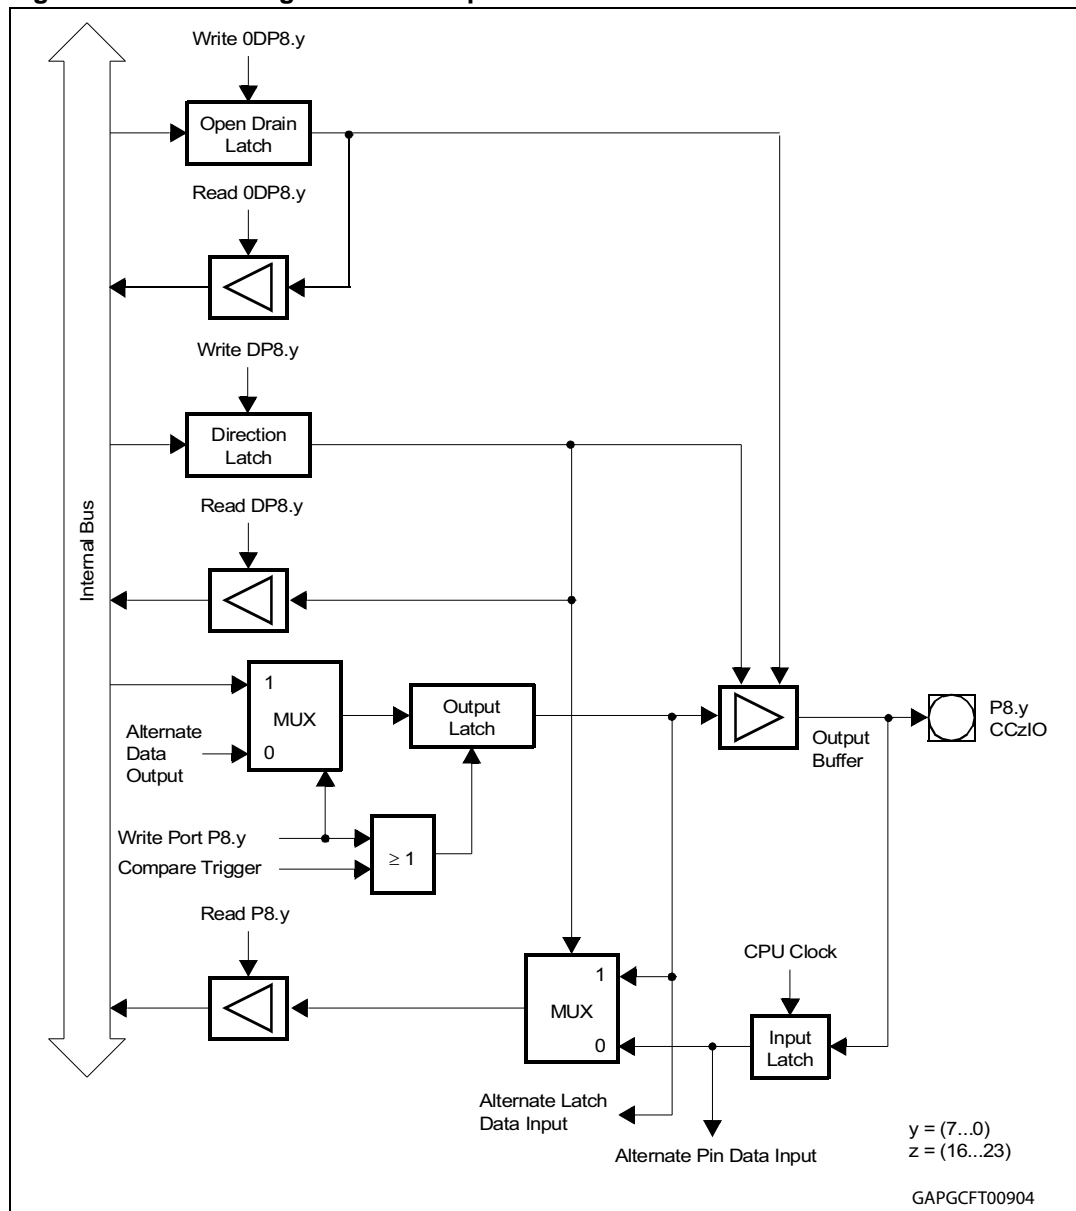 Write 0DP8.y
Open Drain
Latch
Read 0DP8.y
Write DP8.y
Direction
Latch
Read DP8.y
Internal Bus
1
MUX
0
Alternate
Data
Output
Output
Latch
Output
Buffer
P8.y
CCzIO
Write Port P8.y
Compare Trigger
≥ 1
Read P8.y
1
MUX
0
CPU Clock
Input
Latch
Alternate Latch
Data Input
Alternate Pin Data Input
y = (7...0)
z = (16...23)
GAPGCFT00904